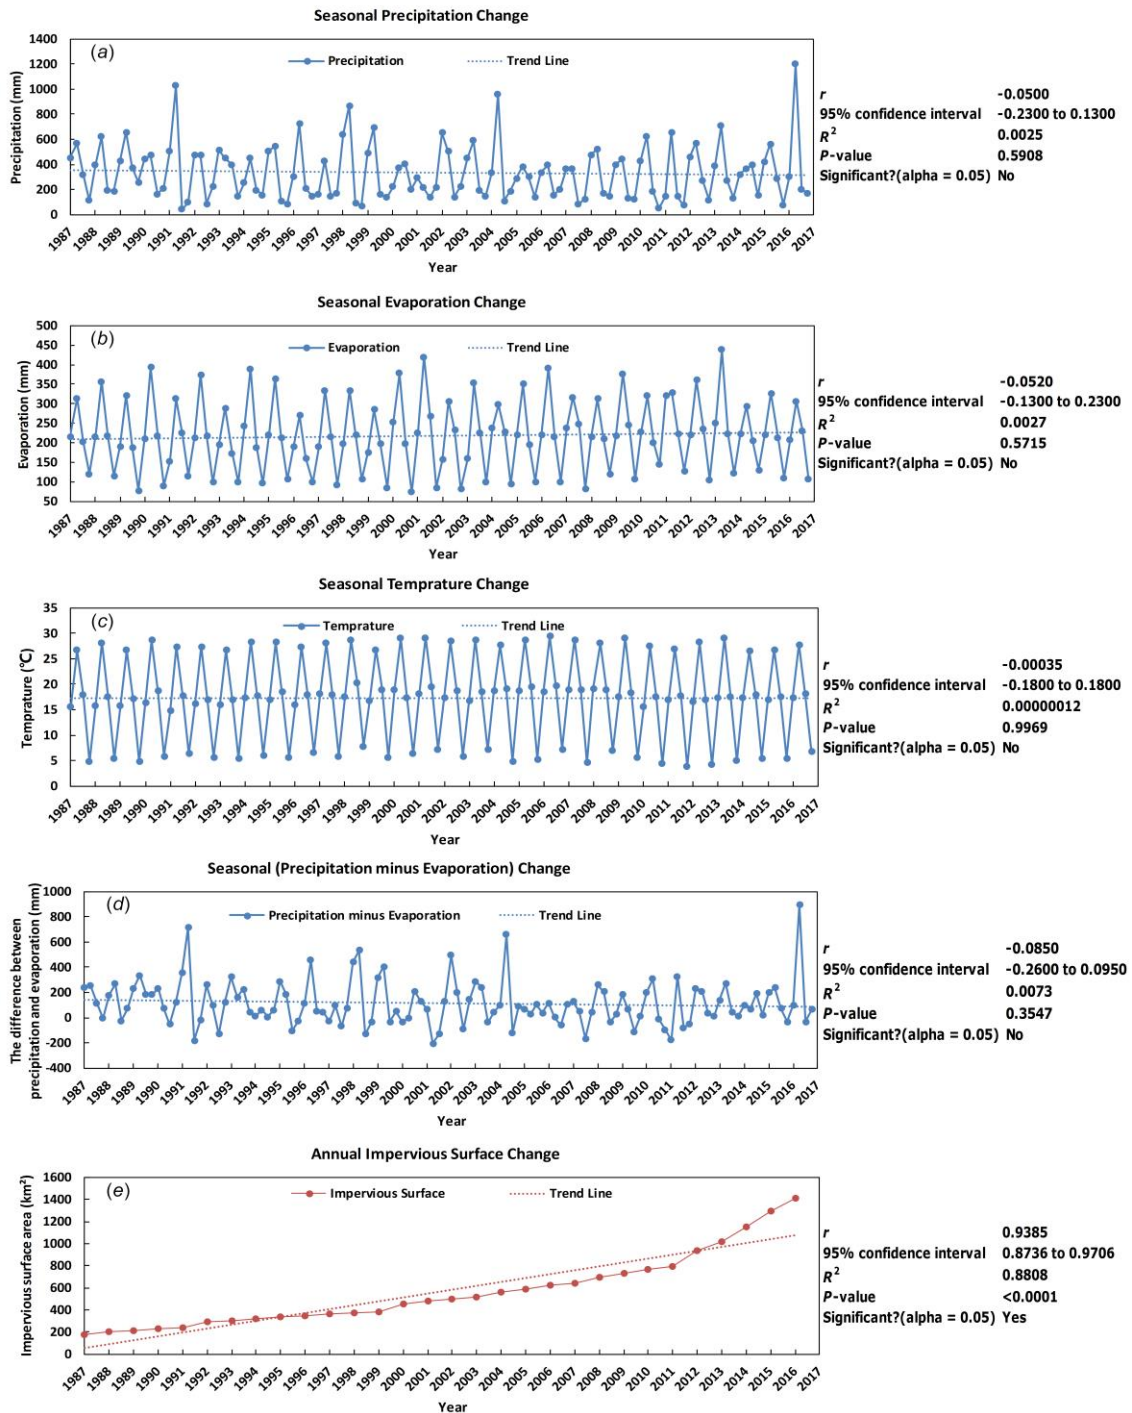 Seasonal Precipitation Change
(a)
Precipitation
Trend Line
Precipitation (mm)
1400
1200
1000
800
600
400
200
0
1987 1988 1989 1990 1991 1992 1993 1994 1995 1996 1997 1998 1999 2000 2001 2002 2003 2004 2005 2006 2007 2008 2009 2010 2011 2012 2013 2014 2015 2016 2017
Year
r -0.0500
95% confidence interval -0.2300 to 0.1300
R² 0.0025
P-value 0.5908
Significant?(alpha = 0.05) No
Seasonal Evaporation Change
(b)
Evaporation
Trend Line
Evaporation (mm)
500
450
400
350
300
250
200
150
100
50
1987 1988 1989 1990 1991 1992 1993 1994 1995 1996 1997 1998 1999 2000 2001 2002 2003 2004 2005 2006 2007 2008 2009 2010 2011 2012 2013 2014 2015 2016 2017
Year
r -0.0520
95% confidence interval -0.1300 to 0.2300
R² 0.0027
P-value 0.5715
Significant?(alpha = 0.05) No
Seasonal Temprature Change
(c)
Temprature
Trend Line
Temprature (℃)
35
30
25
20
15
10
5
0
1987 1988 1989 1990 1991 1992 1993 1994 1995 1996 1997 1998 1999 2000 2001 2002 2003 2004 2005 2006 2007 2008 2009 2010 2011 2012 2013 2014 2015 2016 2017
Year
r -0.00035
95% confidence interval -0.1800 to 0.1800
R² 0.00000012
P-value 0.9969
Significant?(alpha = 0.05) No
Seasonal (Precipitation minus Evaporation) Change
(d)
Precipitation minus Evaporation
Trend Line
The difference between
precipitation and evaporation (mm)
1000
800
600
400
200
0
-200
-400
1987 1988 1989 1990 1991 1992 1993 1994 1995 1996 1997 1998 1999 2000 2001 2002 2003 2004 2005 2006 2007 2008 2009 2010 2011 2012 2013 2014 2015 2016 2017
Year
r -0.0850
95% confidence interval -0.2600 to 0.0950
R² 0.0073
P-value 0.3547
Significant?(alpha = 0.05) No
Annual Impervious Surface Change
(e)
Impervious Surface
Trend Line
Impervious surface area (km²)
1600
1400
1200
1000
800
600
400
200
0
1987 1988 1989 1990 1991 1992 1993 1994 1995 1996 1997 1998 1999 2000 2001 2002 2003 2004 2005 2006 2007 2008 2009 2010 2011 2012 2013 2014 2015 2016 2017
Year
r 0.9385
95% confidence interval 0.8736 to 0.9706
R² 0.8808
P-value <0.0001
Significant?(alpha = 0.05) Yes